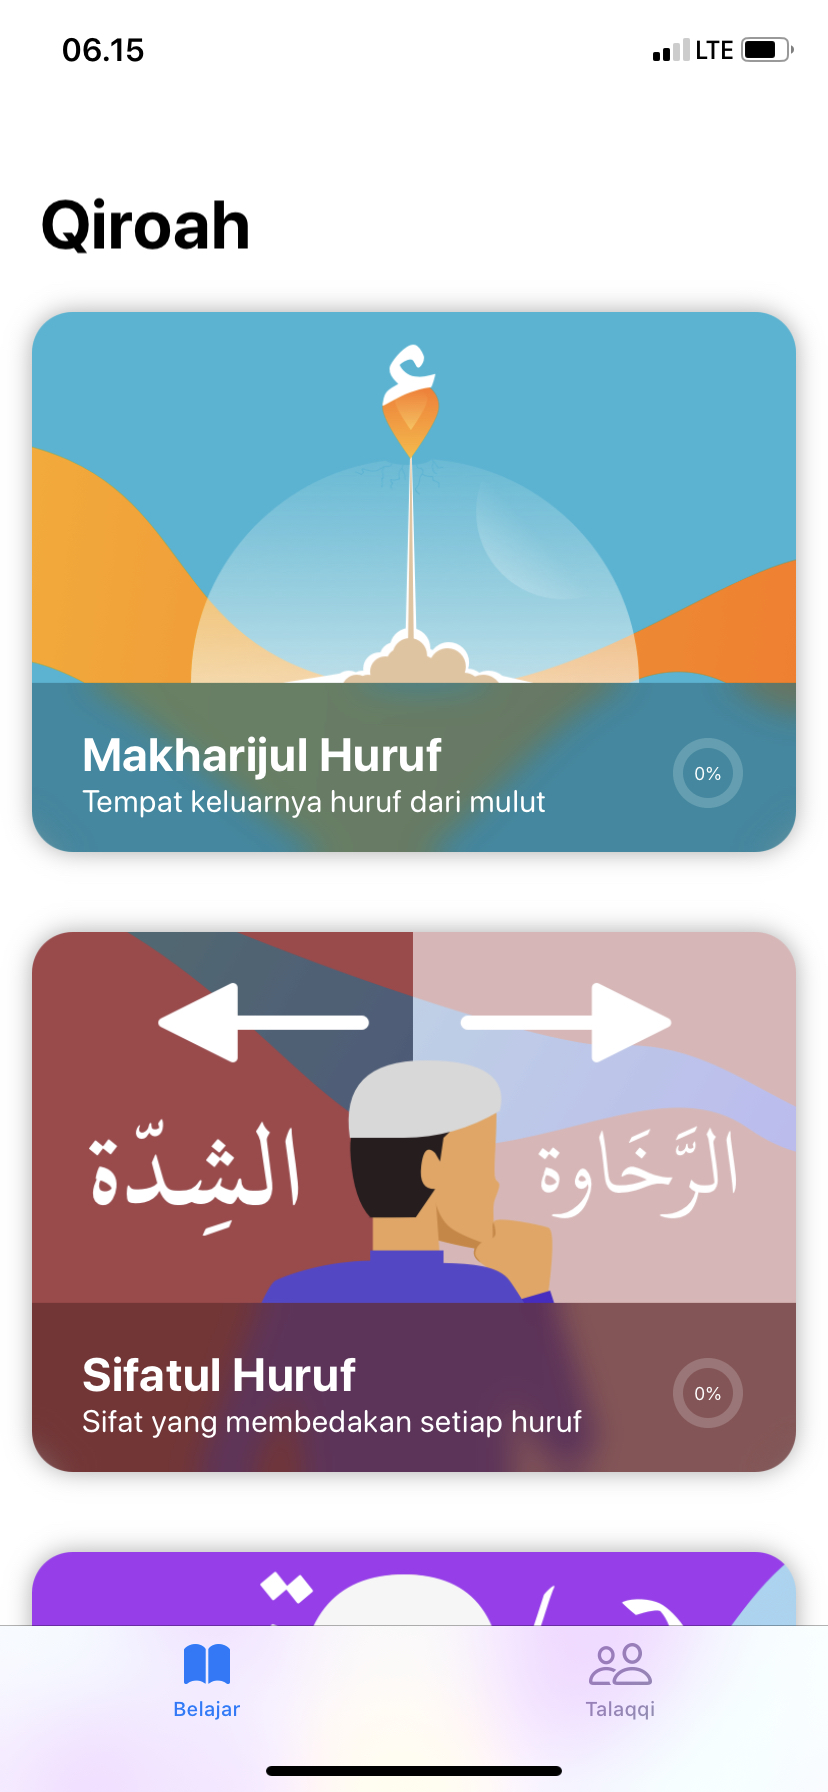 06.15
LTE
Qiroah
ع
Makharijul Huruf
Tempat keluarnya huruf dari mulut
0%
الشِدّة
الرَّخَاوة
Sifatul Huruf
Sifat yang membedakan setiap huruf
0%
Belajar
Talaqqi